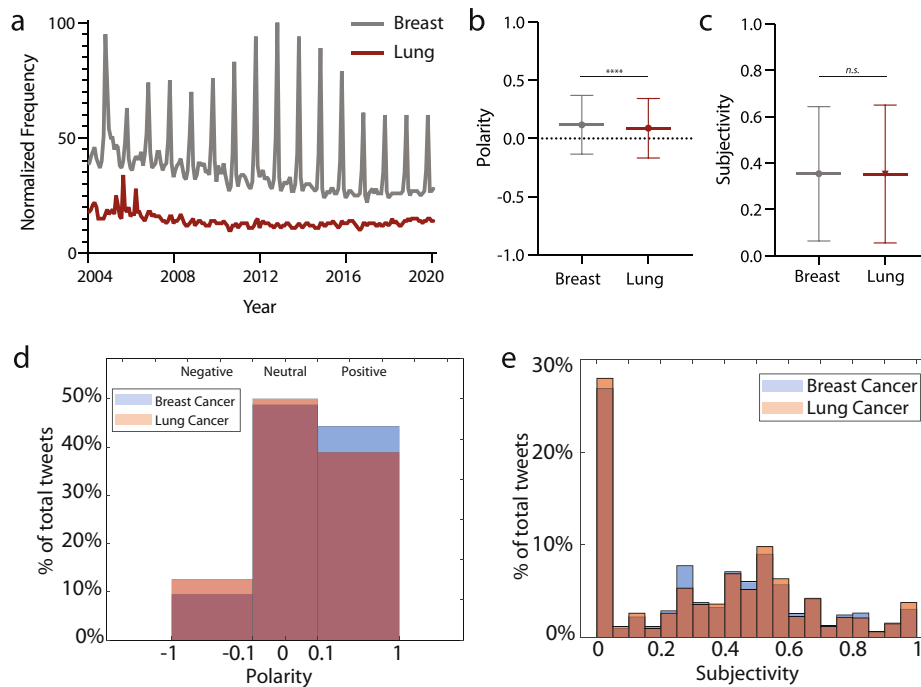 a
Normalized Frequency
100
50
0
Breast
Lung
2004
2008
2012
2016
2020
Year
b
Polarity
1.0
0.5
0.0
-0.5
-1.0
****
Breast
Lung
c
Subjectivity
1.0
0.8
0.6
0.4
0.2
0.0
n.s.
Breast
Lung
d
% of total tweets
50%
40%
30%
20%
10%
0%
Negative
Neutral
Positive
Breast Cancer
Lung Cancer
-1
-0.1
0
0.1
1
Polarity
e
% of total tweets
30%
20%
10%
0%
Breast Cancer
Lung Cancer
0
0.2
0.4
0.6
0.8
1
Subjectivity